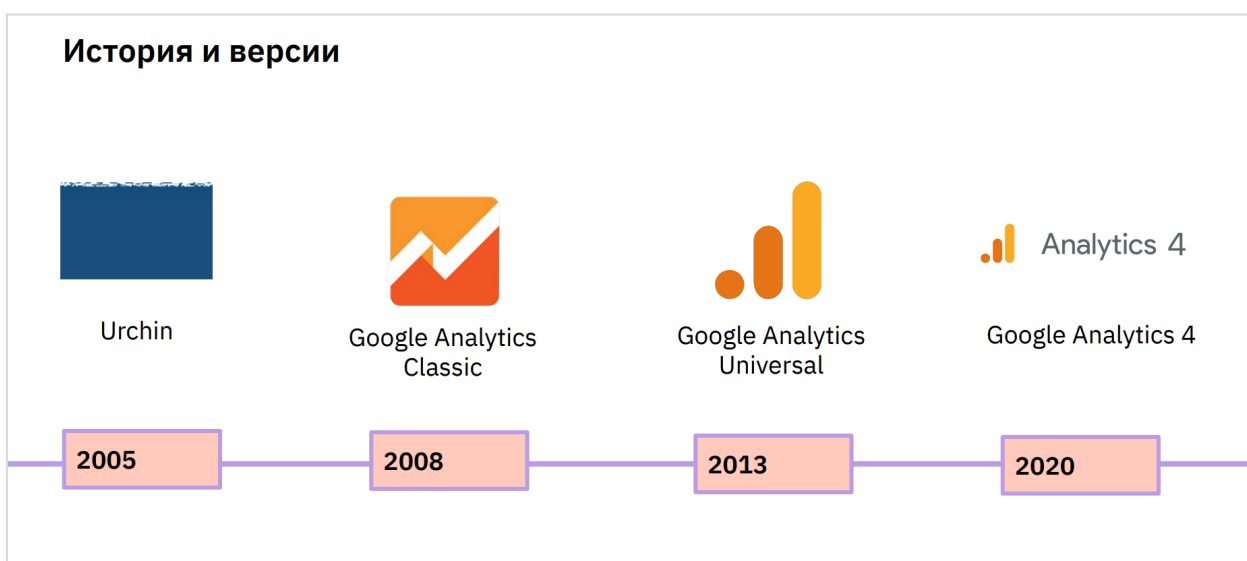 История и версии
Analytics 4
Urchin
Google Analytics
Classic
Google Analytics
Universal
Google Analytics 4
2005
2008
2013
2020